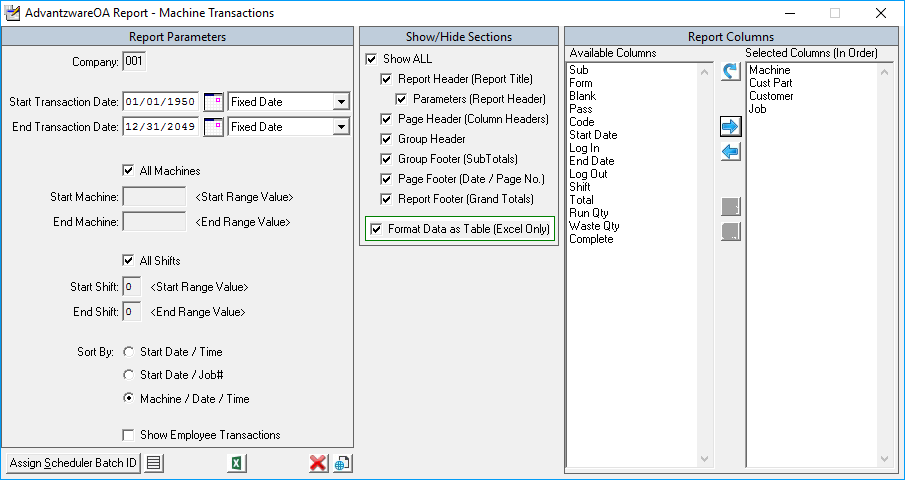 AdvantzwareOA Report - Machine Transactions
Report Parameters
Company: 001
Start Transaction Date: 01/01/1950 Fixed Date
End Transaction Date: 12/31/2049 Fixed Date
All Machines
Start Machine: <Start Range Value>
End Machine: <End Range Value>
All Shifts
Start Shift: 0 <Start Range Value>
End Shift: 0 <End Range Value>
Sort By: Start Date / Time
Start Date / Job#
Machine / Date / Time
Show Employee Transactions
Assign Scheduler Batch ID
Show/Hide Sections
Show ALL
Report Header (Report Title)
Parameters (Report Header)
Page Header (Column Headers)
Group Header
Group Footer (SubTotals)
Page Footer (Date / Page No.)
Report Footer (Grand Totals)
Format Data as Table (Excel Only)
Report Columns
Available Columns
Sub
Form
Blank
Pass
Code
Start Date
Log In
End Date
Log Out
Shift
Total
Run Qty
Waste Qty
Complete
Selected Columns (In Order)
Machine
Cust Part
Customer
Job